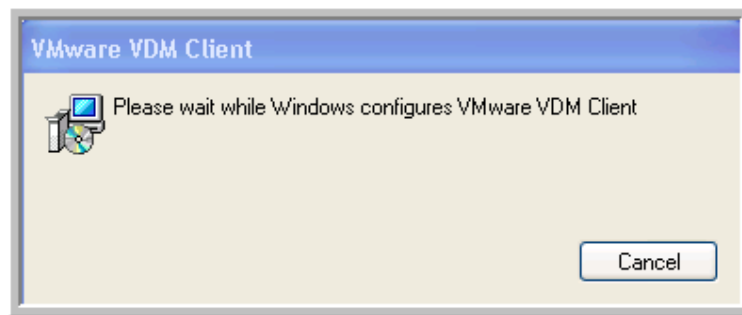 VMware VDM Client
Please wait while Windows configures VMware VDM Client
Cancel